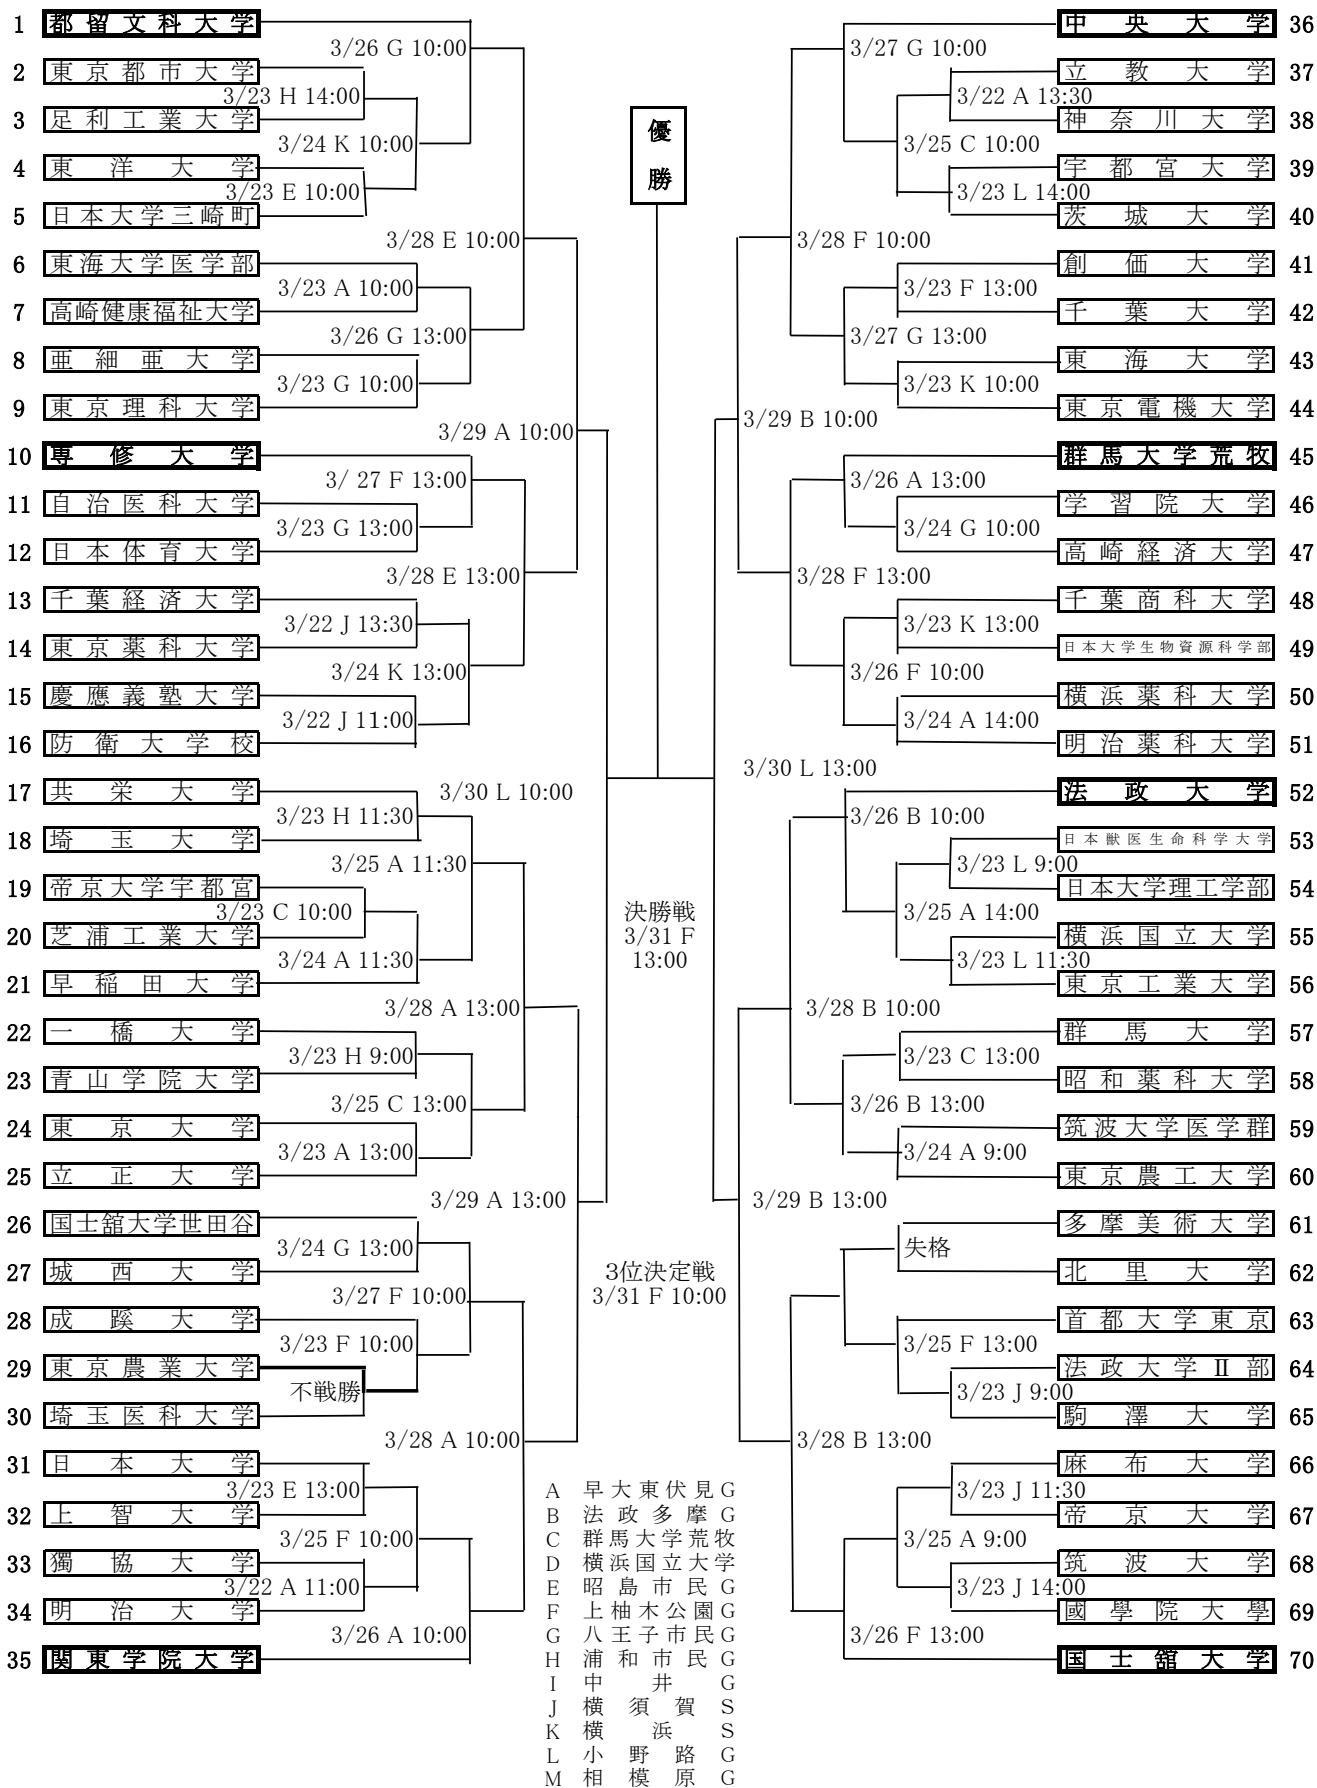 1 都留文科大学
3/26 G 10:00
2 東京都市大学
3/23 H 14:00
3 足利工業大学
3/24 K 10:00
4 東洋大学
3/23 E 10:00
5 日本大学三崎町
3/28 E 10:00
6 東海大学医学部
3/23 A 10:00
7 高崎健康福祉大学
3/26 G 13:00
8 亜細亜大学
3/23 G 10:00
9 東京理科大学
3/29 A 10:00
10 専修大学
3/ 27 F 13:00
11 自治医科大学
3/23 G 13:00
12 日本体育大学
3/28 E 13:00
13 千葉経済大学
3/22 J 13:30
14 東京薬科大学
3/24 K 13:00
15 慶應義塾大学
3/22 J 11:00
16 防衛大学校
17 共栄大学
3/30 L 10:00
3/23 H 11:30
18 埼玉大学
3/25 A 11:30
19 帝京大学宇都宮
3/23 C 10:00
20 芝浦工業大学
3/24 A 11:30
21 早稲田大学
3/28 A 13:00
22 一橋大学
3/23 H 9:00
23 青山学院大学
3/25 C 13:00
24 東京大学
3/23 A 13:00
25 立正大学
3/29 A 13:00
26 国士舘大学世田谷
3/24 G 13:00
27 城西大学
3/27 F 10:00
28 成蹊大学
3/23 F 10:00
29 東京農業大学
不戦勝
30 埼玉医科大学
3/28 A 10:00
31 日本大学
3/23 E 13:00
32 上智大学
3/25 F 10:00
33 獨協大学
3/22 A 11:00
34 明治大学
3/26 A 10:00
35 関東学院大学
優
勝
決勝戦
3/31 F
13:00
3位決定戦
3/31 F 10:00
A 早大東伏見G
B 法政多摩G
C 群馬大学荒牧
D 横浜国立大学
E 昭島市民G
F 上柚木公園G
G 八王子市民G
H 浦和市民G
I 中井G
J 横須賀S
K 横浜S
L 小野路G
M 相模原G
中央大学 36
3/27 G 10:00
立教大学 37
3/22 A 13:30
神奈川大学 38
3/25 C 10:00
宇都宮大学 39
3/23 L 14:00
茨城大学 40
3/28 F 10:00
創価大学 41
3/23 F 13:00
千葉大学 42
3/27 G 13:00
東海大学 43
3/23 K 10:00
東京電機大学 44
3/29 B 10:00
群馬大学荒牧 45
3/26 A 13:00
学習院大学 46
3/24 G 10:00
高崎経済大学 47
3/28 F 13:00
千葉商科大学 48
3/23 K 13:00
日本大学生物資源科学部 49
3/26 F 10:00
横浜薬科大学 50
3/24 A 14:00
明治薬科大学 51
3/30 L 13:00
法政大学 52
3/26 B 10:00
日本獣医生命科学大学 53
3/23 L 9:00
日本大学理工学部 54
3/25 A 14:00
横浜国立大学 55
3/23 L 11:30
東京工業大学 56
3/28 B 10:00
群馬大学 57
3/23 C 13:00
昭和薬科大学 58
3/26 B 13:00
筑波大学医学群 59
3/24 A 9:00
東京農工大学 60
3/29 B 13:00
多摩美術大学 61
失格
北里大学 62
首都大学東京 63
3/25 F 13:00
法政大学Ⅱ部 64
3/23 J 9:00
駒澤大学 65
3/28 B 13:00
麻布大学 66
3/23 J 11:30
帝京大学 67
3/25 A 9:00
筑波大学 68
3/23 J 14:00
國學院大學 69
3/26 F 13:00
国士舘大学 70